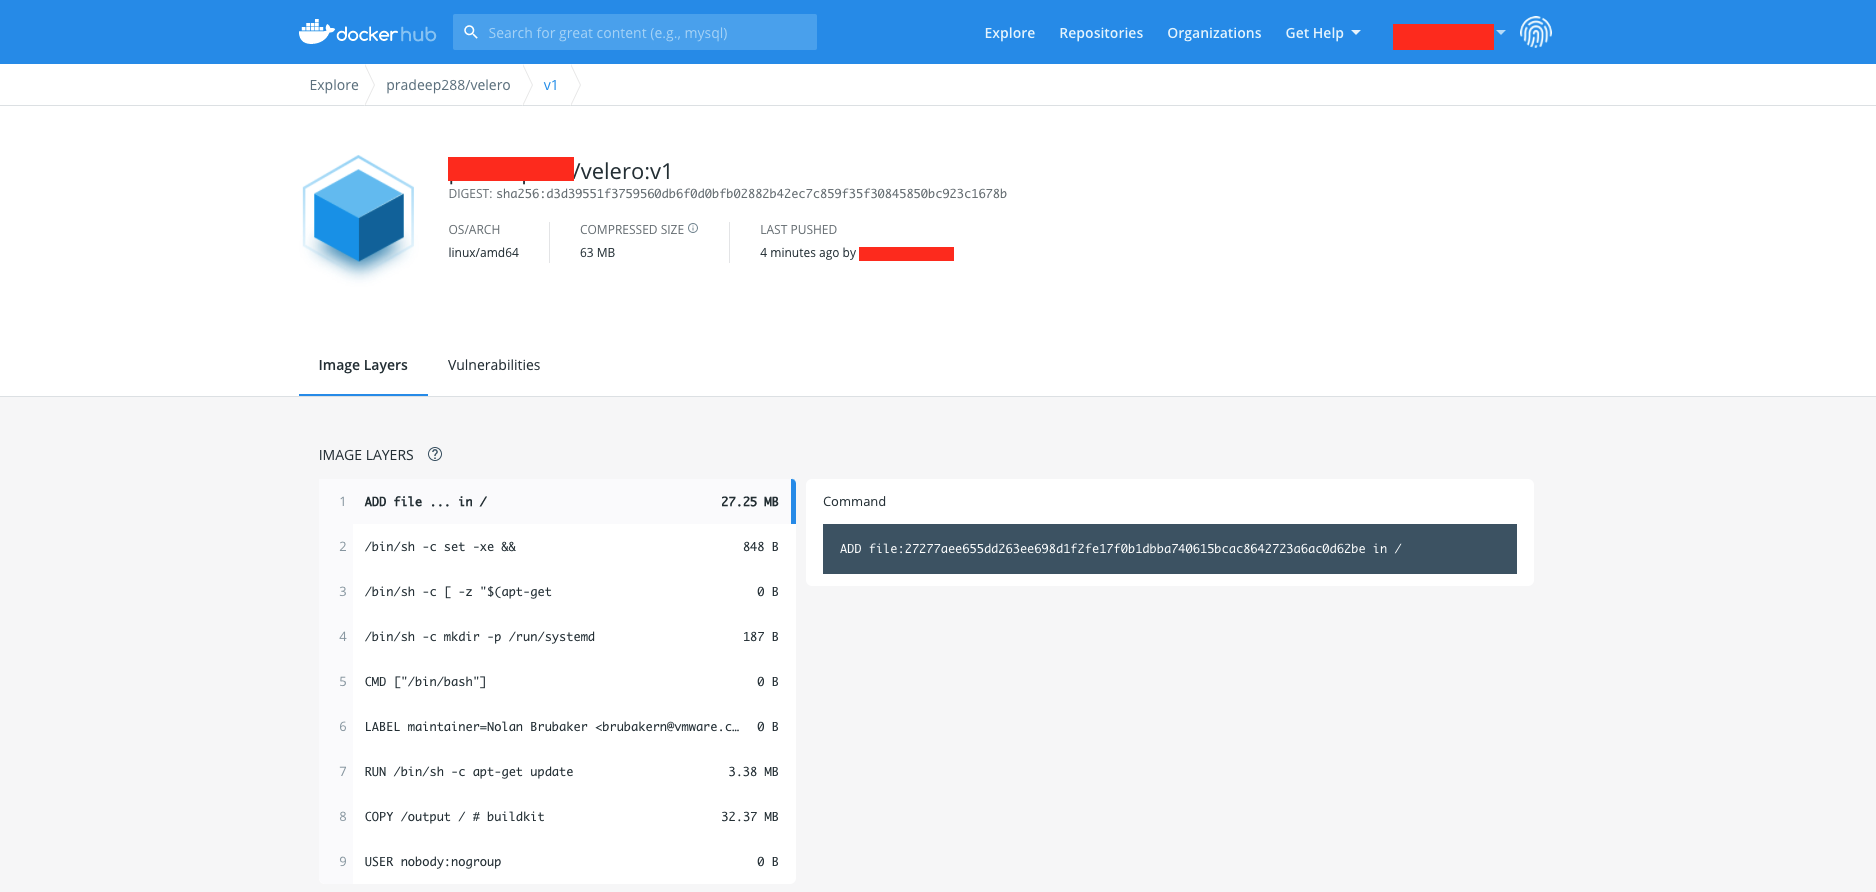 docker hub
Search for great content (e.g., mysql)
Explore Repositories Organizations Get Help
Explore pradeep288/velero v1
/velero:v1
DIGEST: sha256:d3d39551f3759560db6f0d0bfb02882b42ec7c859f35f30845850bc923c1678b
OS/ARCH COMPRESSED SIZE LAST PUSHED
linux/amd64 63 MB 4 minutes ago by
Image Layers Vulnerabilities
IMAGE LAYERS
1 ADD file ... in / 27.25 MB
2 /bin/sh -c set -xe && 848 B
3 /bin/sh -c [ -z "$(apt-get 0 B
4 /bin/sh -c mkdir -p /run/systemd 187 B
5 CMD ["/bin/bash"] 0 B
6 LABEL maintainer=Nolan Brubaker <brubakern@vmware.c… 0 B
7 RUN /bin/sh -c apt-get update 3.38 MB
8 COPY /output / # buildkit 32.37 MB
9 USER nobody:nogroup 0 B
Command
ADD file:27277aee655dd263ee698d1f2fe17f0b1dbba740615bcac8642723a6ac0d62be in /